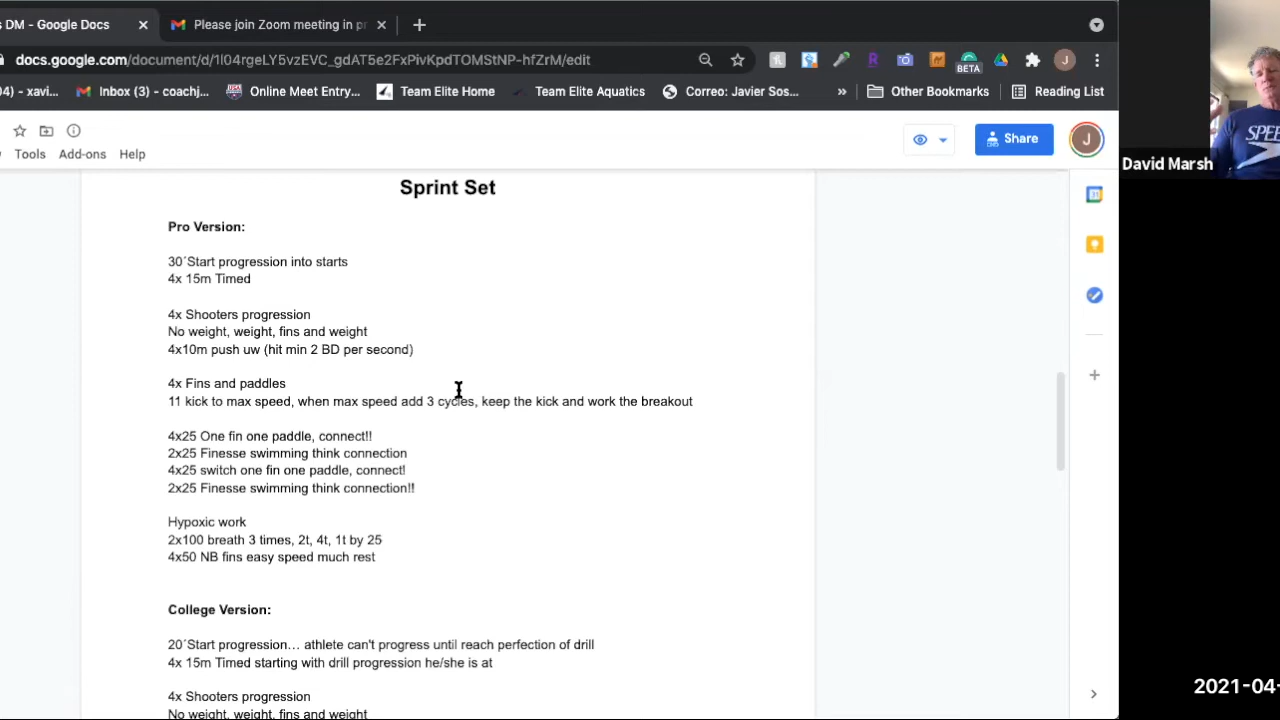 s DM - Google Docs
Please join Zoom meeting in pr
docs.google.com/document/d/1l04rgeLY5vzEVC_gdAT5e2FxPivKpdTOMStNP-hfZrM/edit
BETA
J
04) - xavi...
Inbox (3) - coachj...
Online Meet Entry...
Team Elite Home
Team Elite Aquatics
Correo: Javier Sos...
»
Other Bookmarks
Reading List
Share
J
Tools
Add-ons
Help
David Marsh
SPEE
Sprint Set
Pro Version:
30´Start progression into starts
4x 15m Timed
4x Shooters progression
No weight, weight, fins and weight
4x10m push uw (hit min 2 BD per second)
4x Fins and paddles
11 kick to max speed, when max speed add 3 cycles, keep the kick and work the breakout
4x25 One fin one paddle, connect!!
2x25 Finesse swimming think connection
4x25 switch one fin one paddle, connect!
2x25 Finesse swimming think connection!!
Hypoxic work
2x100 breath 3 times, 2t, 4t, 1t by 25
4x50 NB fins easy speed much rest
College Version:
20´Start progression… athlete can't progress until reach perfection of drill
4x 15m Timed starting with drill progression he/she is at
4x Shooters progression
No weight, weight, fins and weight
2021-04-